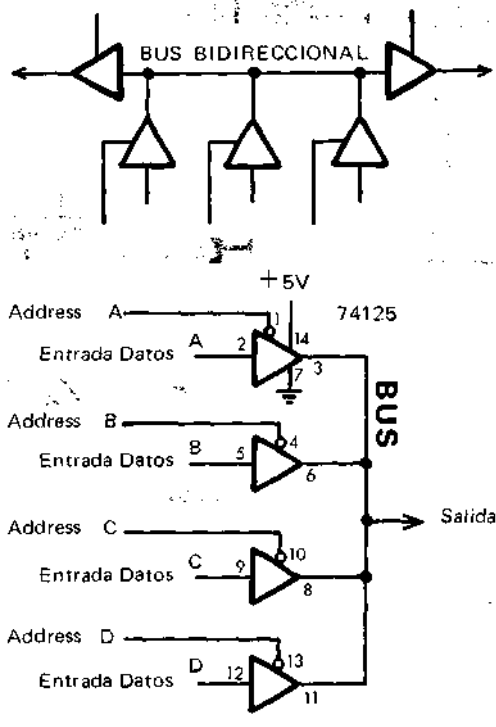 BUS BIDIRECCIONAL
+5V
Address A 1 74125
Entrada Datos A 2 14 7 3
BUS
Address B 4
Entrada Datos B 5 6
Salida
Address C 10
Entrada Datos C 9 8
Address D 13
Entrada Datos D 12 11